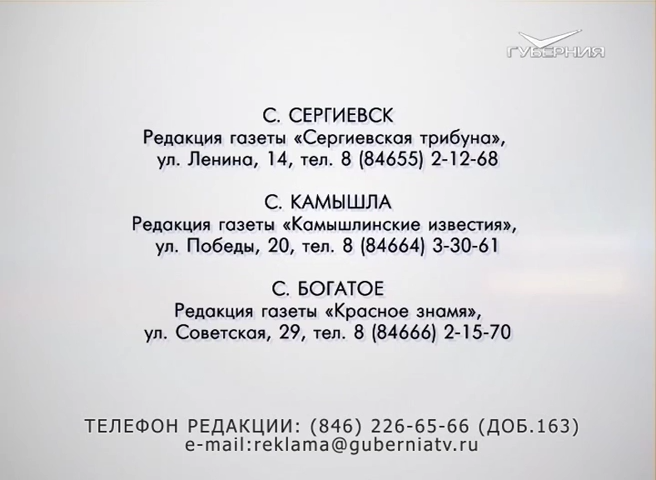 ГУБЕРНИЯ
С. СЕРГИЕВСК
Редакция газеты «Сергиевская трибуна»,
ул. Ленина, 14, тел. 8 (84655) 2-12-68
С. КАМЫШЛА
Редакция газеты «Камышлинские известия»,
ул. Победы, 20, тел. 8 (84664) 3-30-61
С. БОГАТОЕ
Редакция газеты «Красное знамя»,
ул. Советская, 29, тел. 8 (84666) 2-15-70
ТЕЛЕФОН РЕДАКЦИИ: (846) 226-65-66 (ДОБ.163)
e-mail:reklama@guberniatv.ru